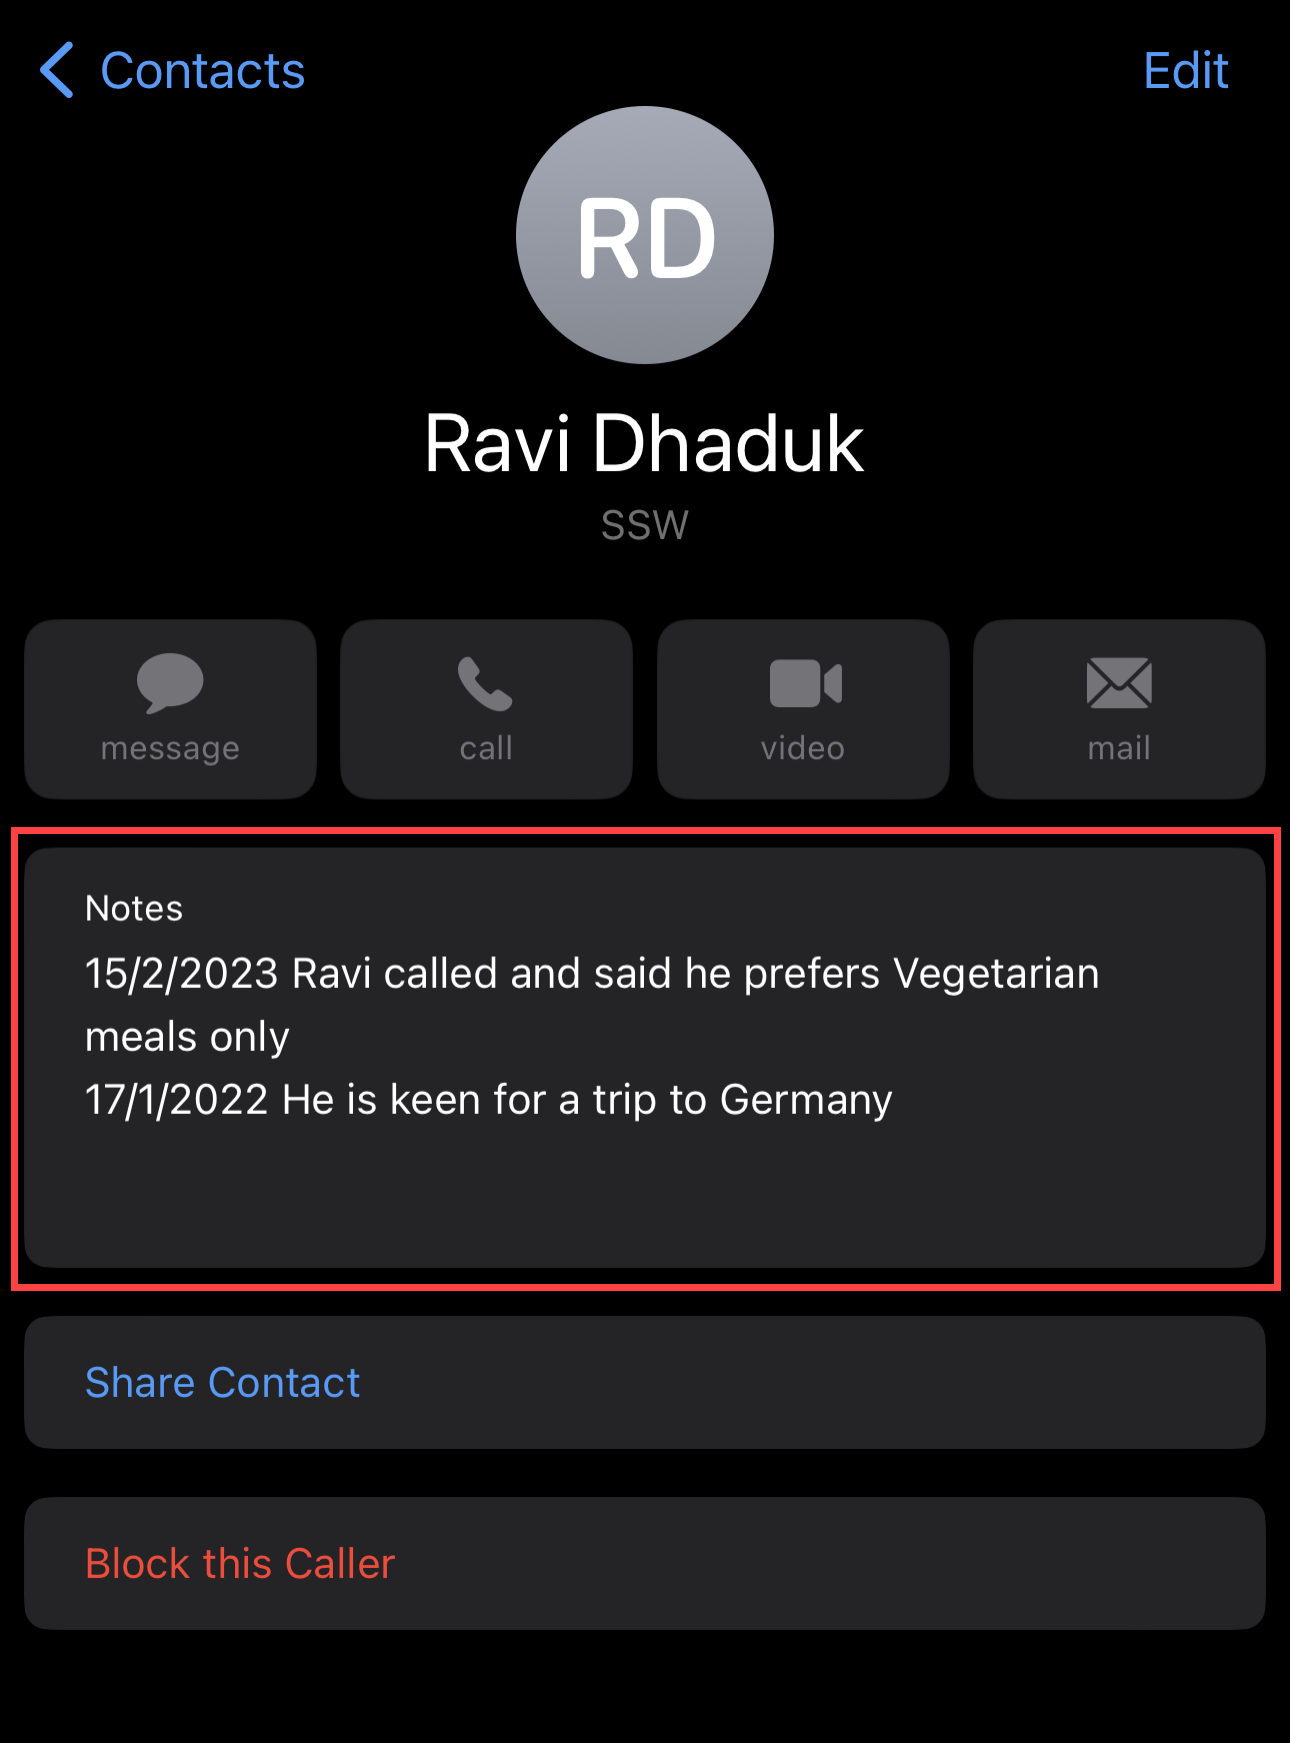 Contacts
Edit
RD
Ravi Dhaduk
SSW
message
call
video
mail
Notes
15/2/2023 Ravi called and said he prefers Vegetarian
meals only
17/1/2022 He is keen for a trip to Germany
Share Contact
Block this Caller